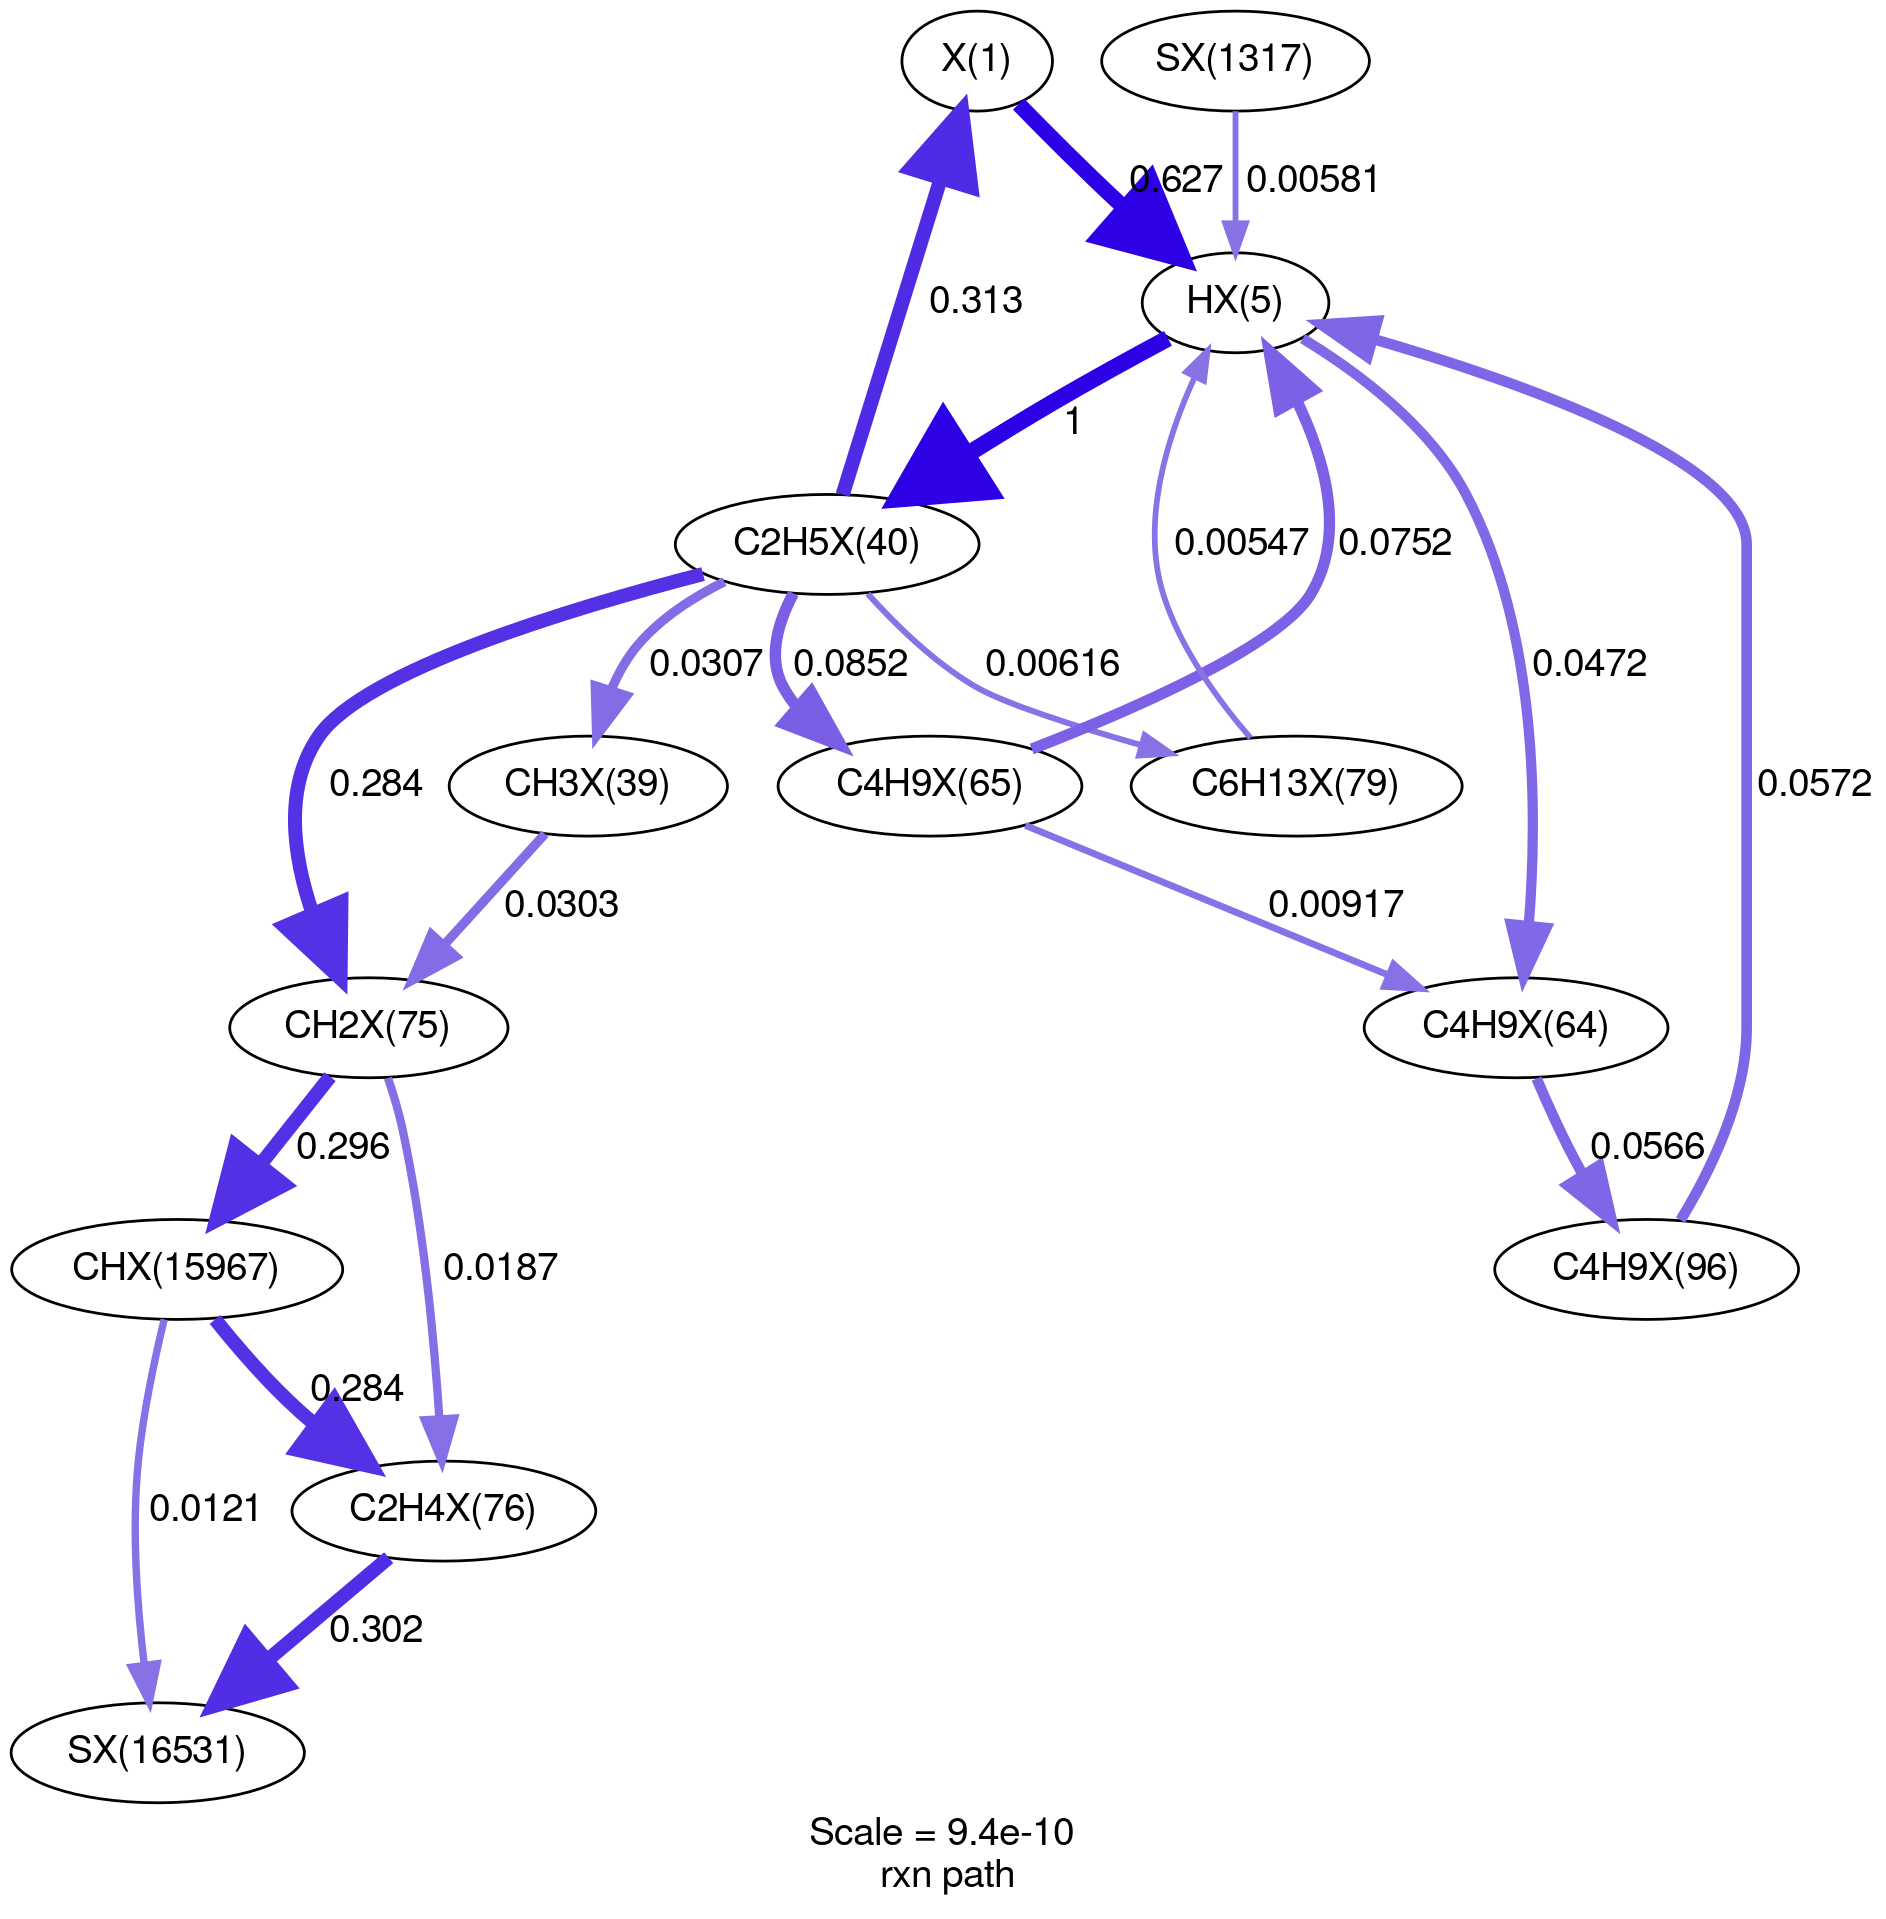 X(1)
SX(1317)
0.627
0.00581
HX(5)
0.313
1
C2H5X(40)
0.00547
0.0752
0.0307
0.0852
0.00616
0.0472
0.284
CH3X(39)
C4H9X(65)
C6H13X(79)
0.0572
0.0303
0.00917
CH2X(75)
C4H9X(64)
0.296
0.0566
CHX(15967)
0.0187
C4H9X(96)
0.284
0.0121
C2H4X(76)
0.302
SX(16531)
Scale = 9.4e-10
rxn path